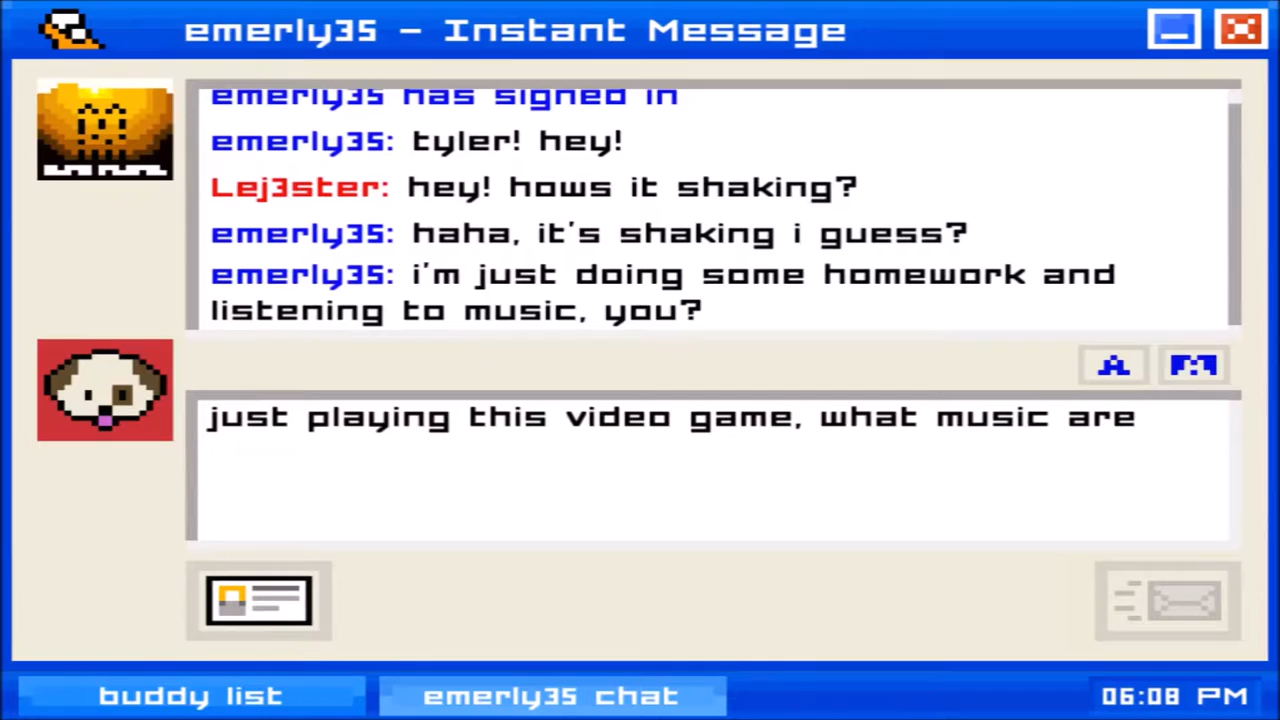 emerly35 - Instant Message
emerly35 has signed in
emerly35: tyler! hey!
Lej3ster: hey! hows it shaking?
emerly35: haha, it's shaking i guess?
emerly35: i'm just doing some homework and
listening to music, you?
A
just playing this video game, what music are
buddy list
emerly35 chat
06:08 PM